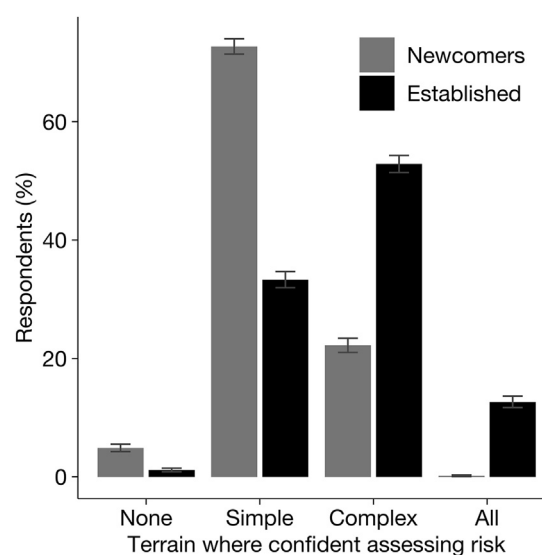 Newcomers
Established
Respondents (%)
60
40
20
0
None Simple Complex All
Terrain where confident assessing risk